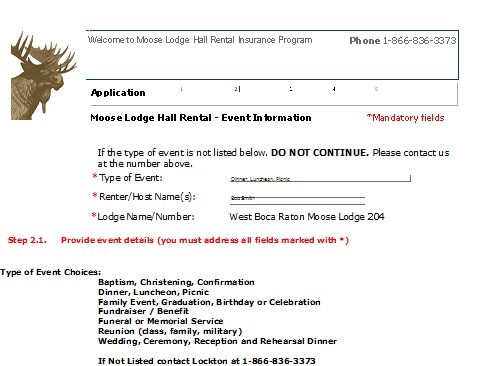 Welcome to Moose Lodge Hall Rental Insurance Program
Phone 1-866-836-3373
Application 1 2 3 4 5
Moose Lodge Hall Rental - Event Information *Mandatory fields
If the type of event is not listed below. DO NOT CONTINUE. Please contact us
at the number above.
*Type of Event: Dinner, Luncheon, Picnic
*Renter/Host Name(s): Bob Smith
*Lodge Name/Number: West Boca Raton Moose Lodge 204
Step 2.1. Provide event details (you must address all fields marked with *)
Type of Event Choices:
Baptism, Christening, Confirmation
Dinner, Luncheon, Picnic
Family Event, Graduation, Birthday or Celebration
Fundraiser / Benefit
Funeral or Memorial Service
Reunion (class, family, military)
Wedding, Ceremony, Reception and Rehearsal Dinner
If Not Listed contact Lockton at 1-866-836-3373